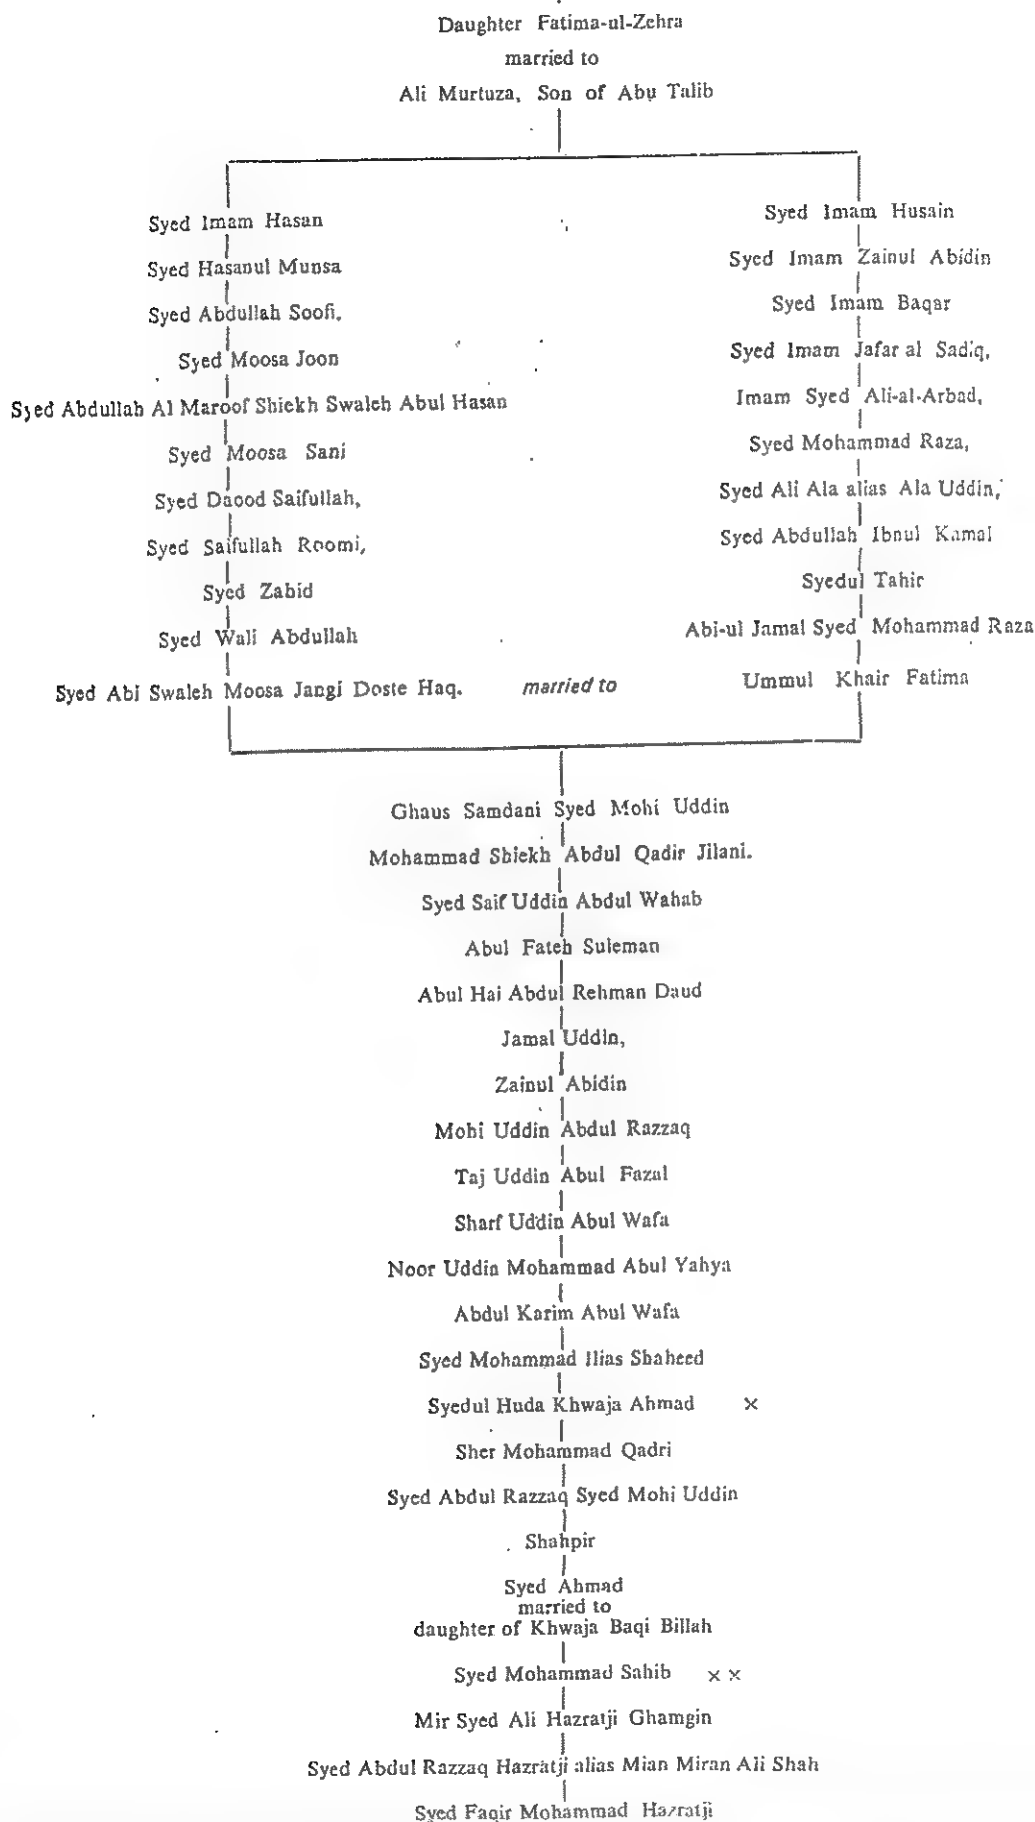 Daughter Fatima-ul-Zehra
married to
Ali Murtuza, Son of Abu Talib
Syed Imam Hasan
Syed Hasanul Munsa
Syed Abdullah Soofi,
Syed Moosa Joon
Syed Abdullah Al Maroof Shiekh Swaleh Abul Hasan
Syed Moosa Sani
Syed Daood Saifullah,
Syed Saifullah Roomi,
Syed Zabid
Syed Wali Abdullah
Syed Abi Swaleh Moosa Jangi Doste Haq.
married to
Syed Imam Husain
Syed Imam Zainul Abidin
Syed Imam Baqar
Syed Imam Jafar al Sadiq,
Imam Syed Ali-al-Arbad,
Syed Mohammad Raza,
Syed Ali Ala alias Ala Uddin,
Syed Abdullah Ibnul Kamal
Syedul Tahir
Abi-ul Jamal Syed Mohammad Raza
Ummul Khair Fatima
Ghaus Samdani Syed Mohi Uddin
Mohammad Shiekh Abdul Qadir Jilani.
Syed Saif Uddin Abdul Wahab
Abul Fateh Suleman
Abul Hai Abdul Rehman Daud
Jamal Uddin,
Zainul Abidin
Mohi Uddin Abdul Razzaq
Taj Uddin Abul Fazal
Sharf Uddin Abul Wafa
Noor Uddin Mohammad Abul Yahya
Abdul Karim Abul Wafa
Syed Mohammad Ilias Shaheed
Syedul Huda Khwaja Ahmad ×
Sher Mohammad Qadri
Syed Abdul Razzaq Syed Mohi Uddin
Shahpir
Syed Ahmad
married to
daughter of Khwaja Baqi Billah
Syed Mohammad Sahib × ×
Mir Syed Ali Hazratji Ghamgin
Syed Abdul Razzaq Hazratji alias Mian Miran Ali Shah
Syed Faqir Mohammad Hazratji